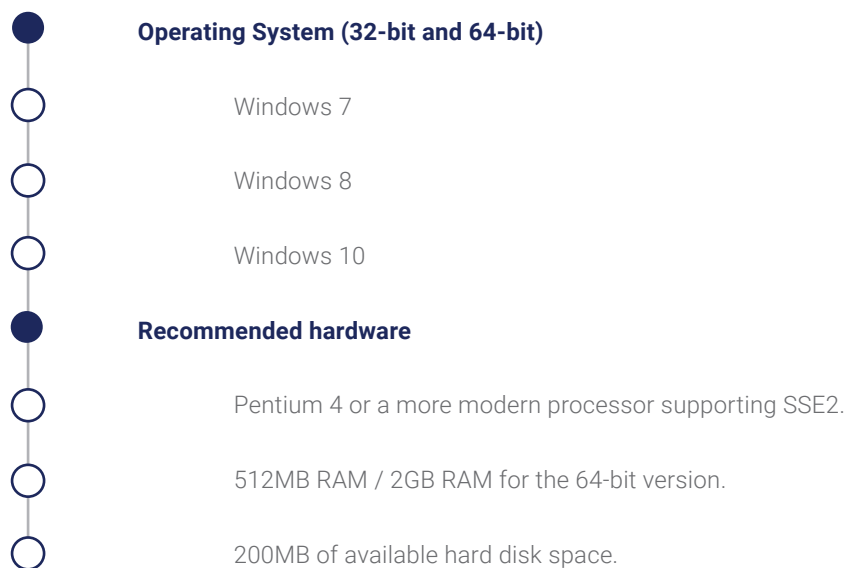 Operating System (32-bit and 64-bit)
Windows 7
Windows 8
Windows 10
Recommended hardware
Pentium 4 or a more modern processor supporting SSE2.
512MB RAM / 2GB RAM for the 64-bit version.
200MB of available hard disk space.